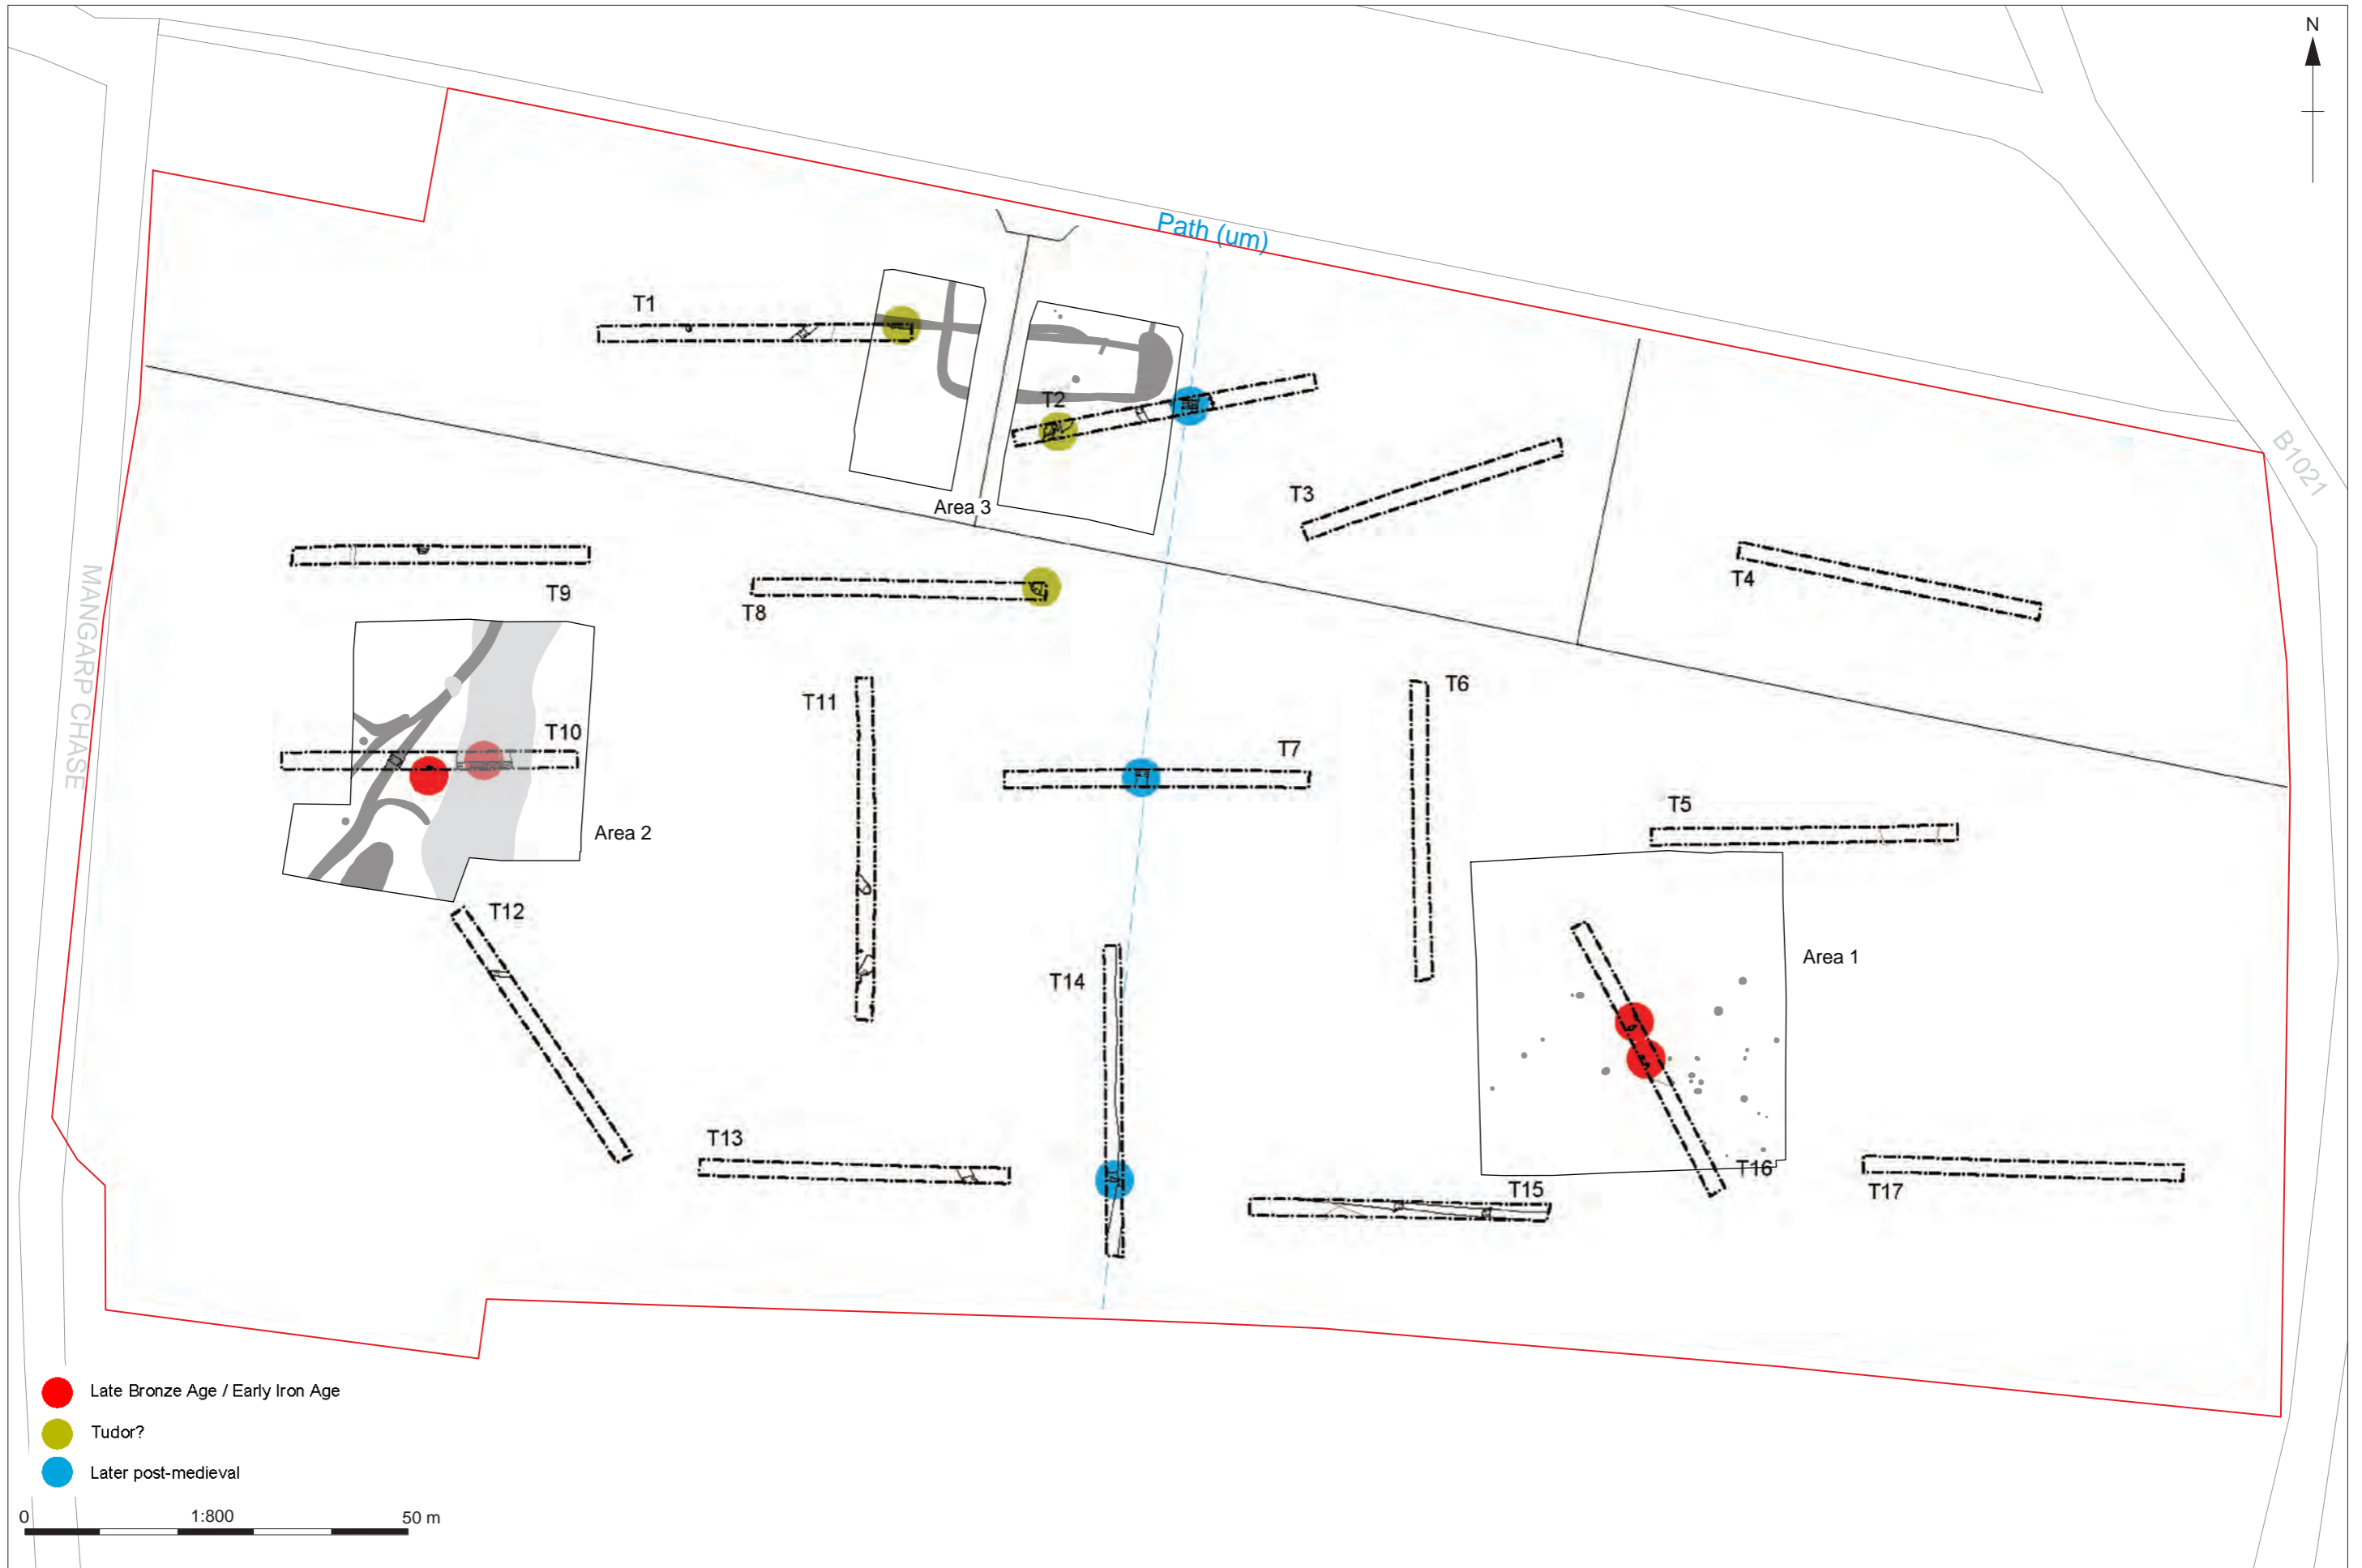 N
Path (um)
T1
T2
B1021
T3
Area 3
T4
T9
T8
MANGARP CHASE
T11
T6
T10
T7
T5
Area 2
T12
Area 1
T14
T13
T16
T15
T17
Late Bronze Age / Early Iron Age
Tudor?
Later post-medieval
0 1:800 50 m